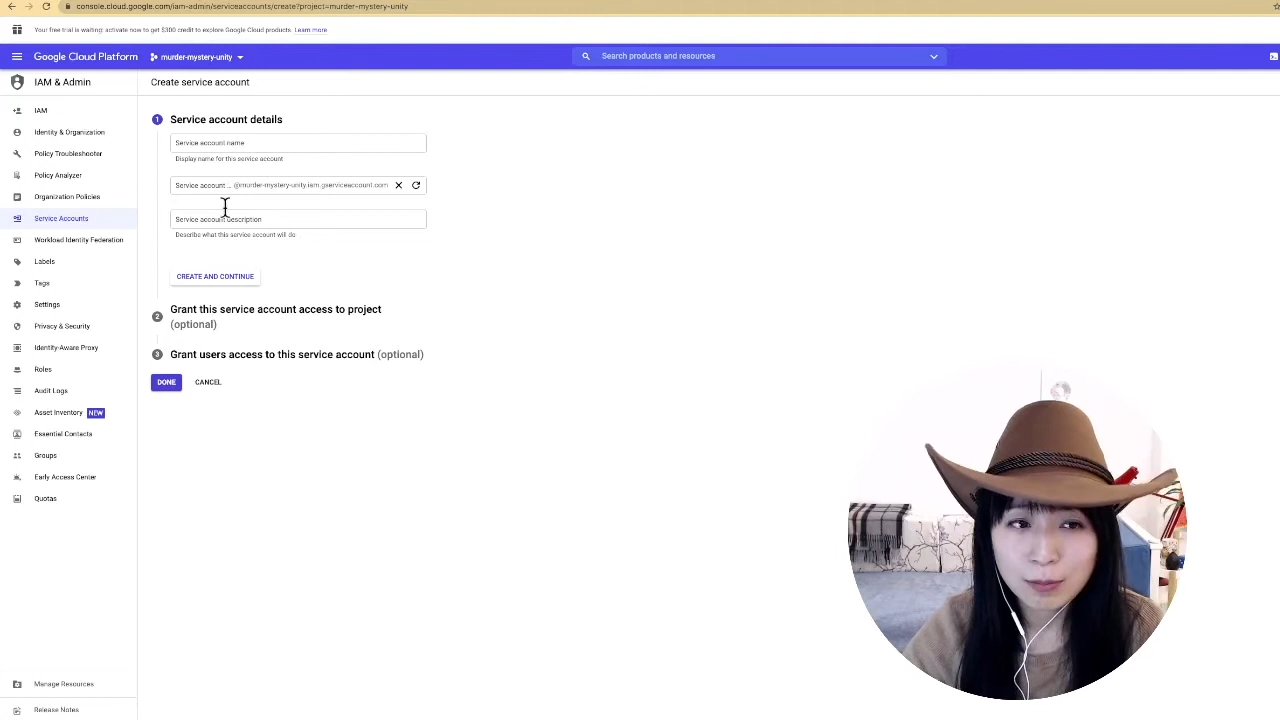 console.cloud.google.com/iam-admin/serviceaccounts/create?project=murder-mystery-unity
Your free trial is waiting: activate now to get $300 credit to explore Google Cloud products. Learn more
Google Cloud Platform
murder-mystery-unity
Search products and resources
IAM & Admin
Create service account
IAM
Identity & Organization
Policy Troubleshooter
Policy Analyzer
Organization Policies
Service Accounts
Workload Identity Federation
Labels
Tags
Settings
Privacy & Security
Identity-Aware Proxy
Roles
Audit Logs
Asset Inventory NEW
Essential Contacts
Groups
Early Access Center
Quotas
Manage Resources
Release Notes
1 Service account details
Service account name
Display name for this service account
Service account ... @murder-mystery-unity.iam.gserviceaccount.com
Service account description
Describe what this service account will do
CREATE AND CONTINUE
2 Grant this service account access to project
(optional)
3 Grant users access to this service account (optional)
DONE CANCEL